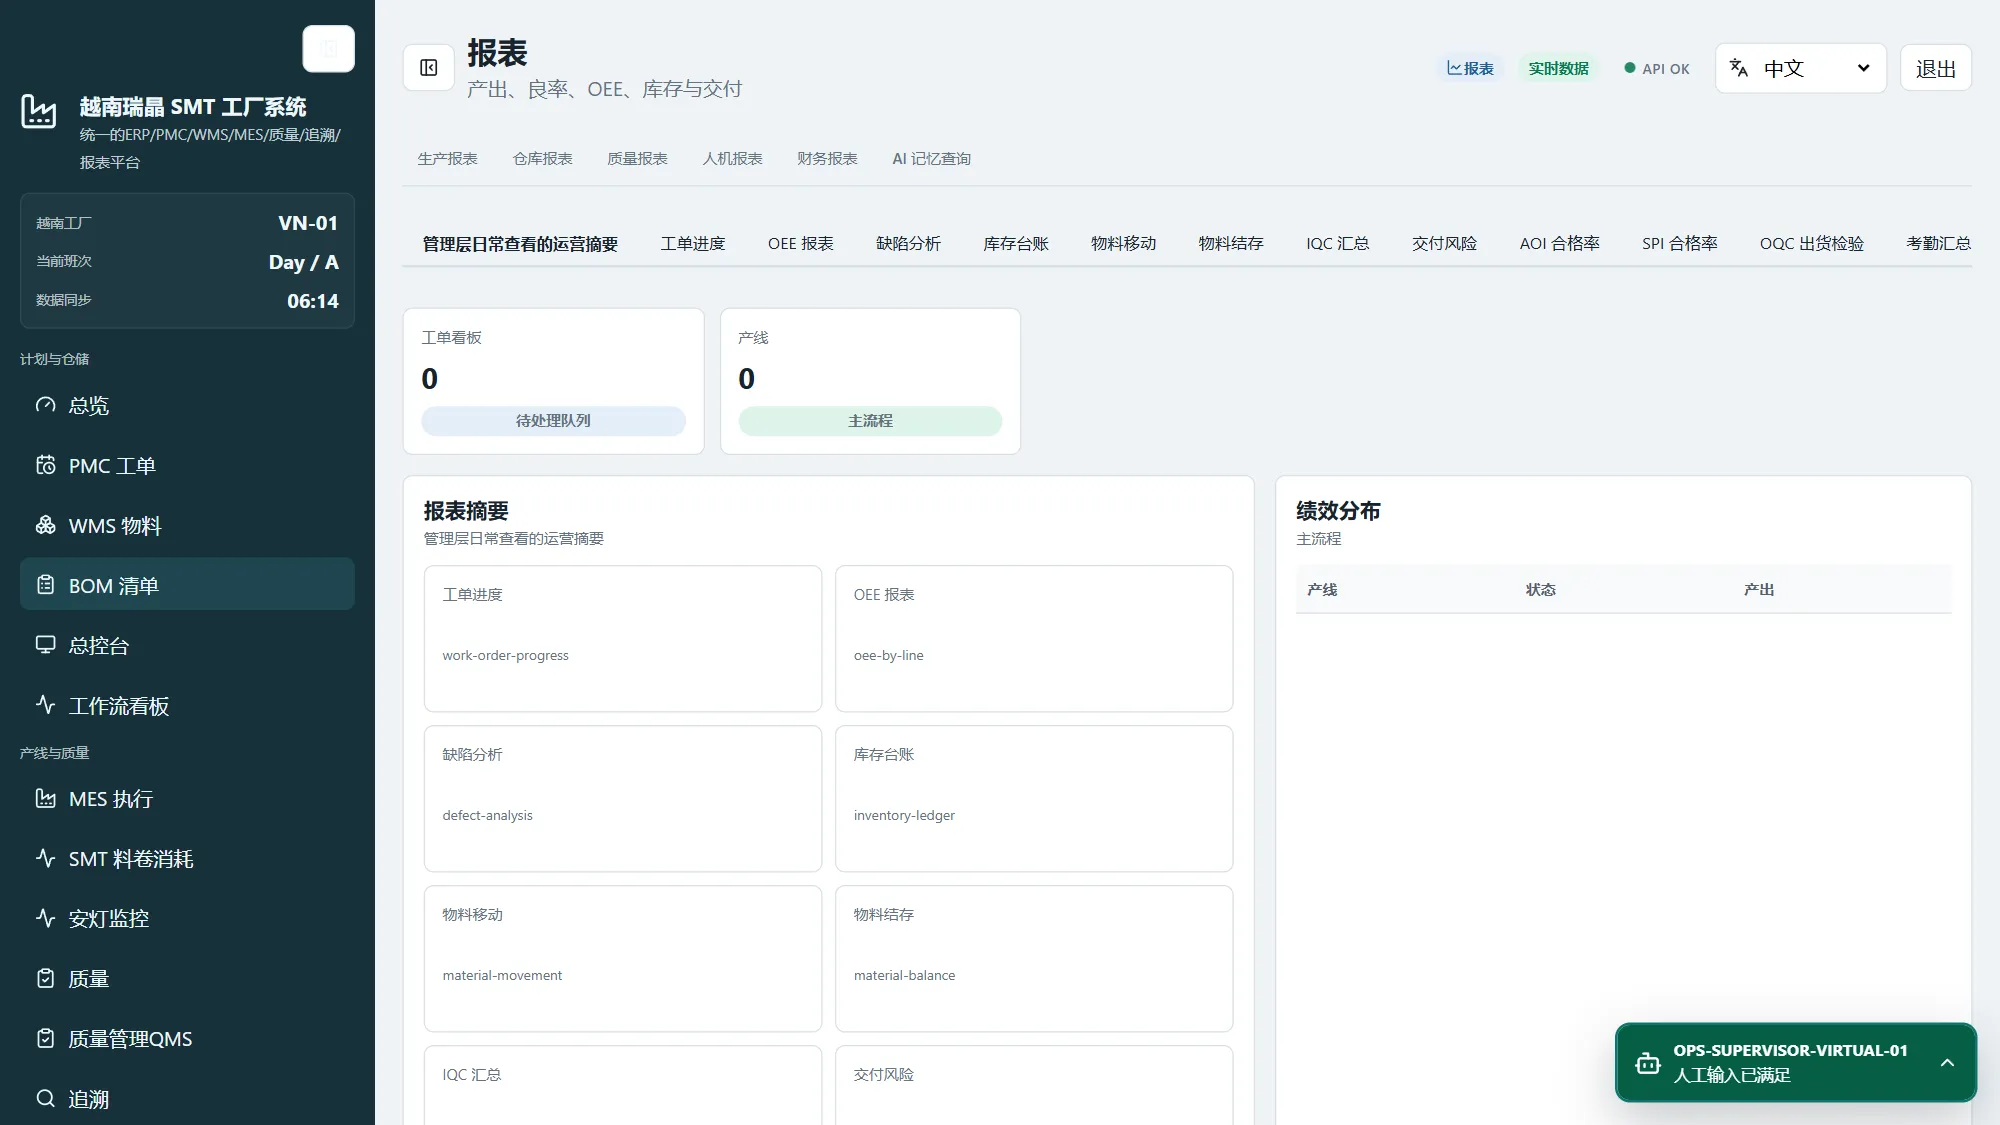 越南瑞晶 SMT 工厂系统
统一的ERP/PMC/WMS/MES/质量/追溯/
报表平台
越南工厂 VN-01
当前班次 Day / A
数据同步 06:14
计划与仓储
总览
PMC 工单
WMS 物料
BOM 清单
总控台
工作流看板
产线与质量
MES 执行
SMT 料卷消耗
安灯监控
质量
质量管理QMS
追溯
报表
产出、良率、OEE、库存与交付
报表
实时数据
API OK
中文
退出
生产报表 仓库报表 质量报表 人机报表 财务报表 AI 记忆查询
管理层日常查看的运营摘要 工单进度 OEE 报表 缺陷分析 库存台账 物料移动 物料结存 IQC 汇总 交付风险 AOI 合格率 SPI 合格率 OQC 出货检验 考勤汇总
工单看板
0
待处理队列
产线
0
主流程
报表摘要
管理层日常查看的运营摘要
工单进度
work-order-progress
OEE 报表
oee-by-line
缺陷分析
defect-analysis
库存台账
inventory-ledger
物料移动
material-movement
物料结存
material-balance
IQC 汇总
交付风险
绩效分布
主流程
产线 状态 产出
OPS-SUPERVISOR-VIRTUAL-01
人工输入已满足